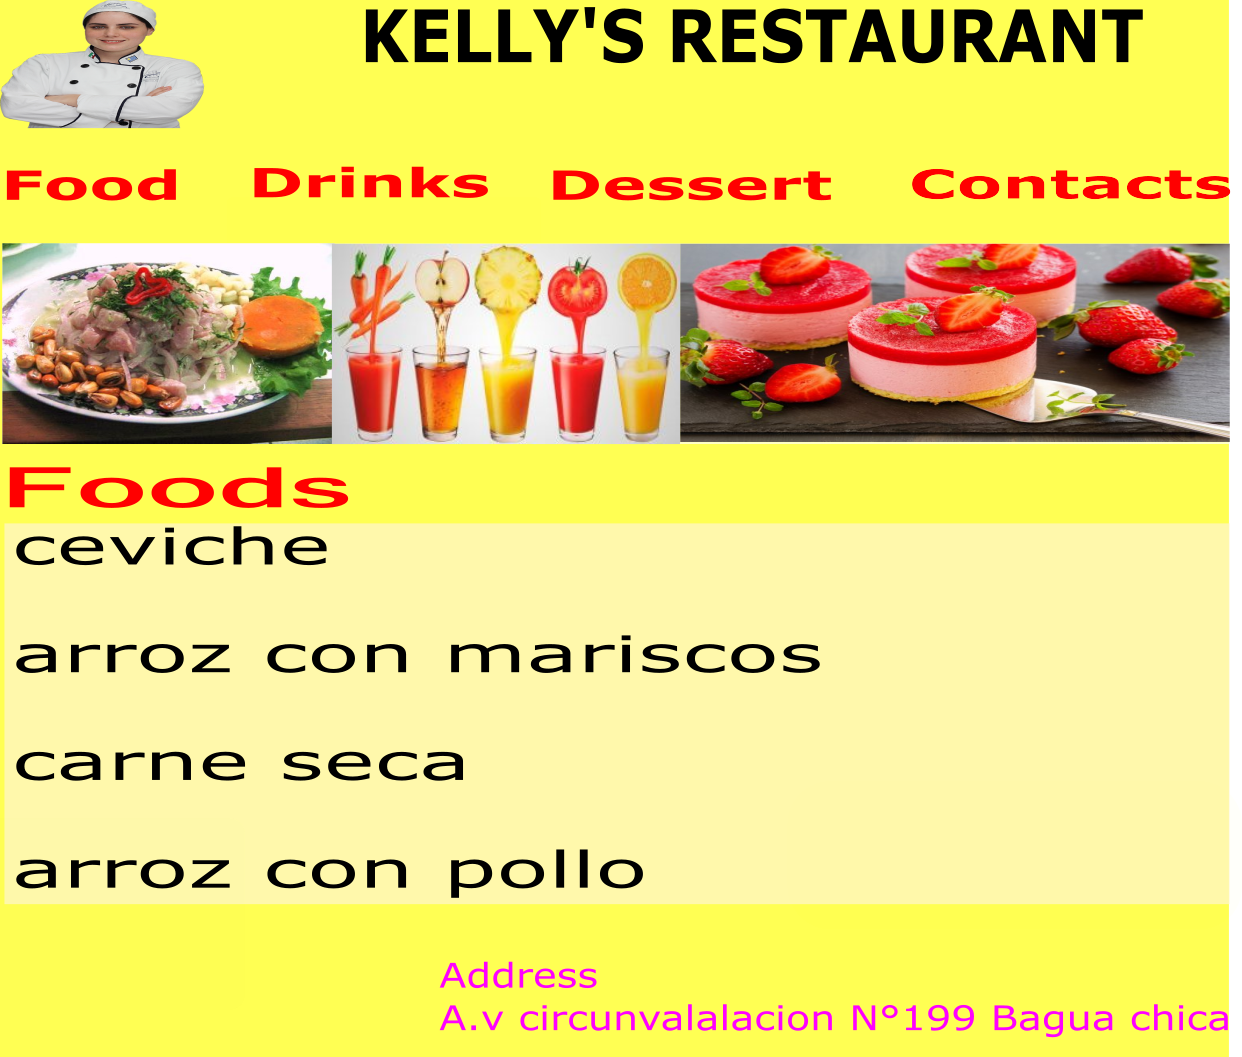 KELLY'S RESTAURANT
Food Drinks Dessert Contacts
Foods
ceviche
arroz con mariscos
carne seca
arroz con pollo
Address
A.v circunvalalacion N°199 Bagua chica